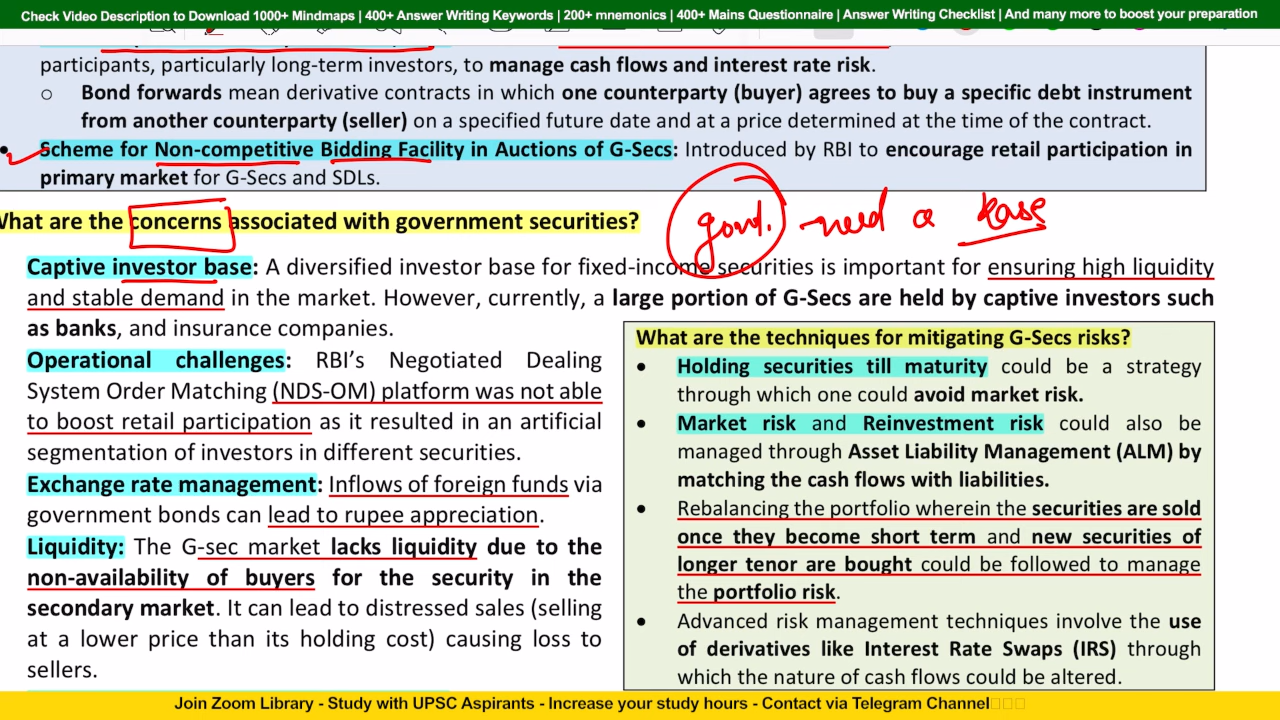 Check Video Description to Download 1000+ Mindmaps | 400+ Answer Writing Keywords | 200+ mnemonics | 400+ Mains Questionnaire | Answer Writing Checklist | And many more to boost your preparation
participants, particularly long-term investors, to manage cash flows and interest rate risk.
o Bond forwards mean derivative contracts in which one counterparty (buyer) agrees to buy a specific debt instrument
from another counterparty (seller) on a specified future date and at a price determined at the time of the contract.
• Scheme for Non-competitive Bidding Facility in Auctions of G-Secs: Introduced by RBI to encourage retail participation in
primary market for G-Secs and SDLs.
What are the concerns associated with government securities?
govt. need a base
Captive investor base: A diversified investor base for fixed-income securities is important for ensuring high liquidity
and stable demand in the market. However, currently, a large portion of G-Secs are held by captive investors such
as banks, and insurance companies.
Operational challenges: RBI's Negotiated Dealing
System Order Matching (NDS-OM) platform was not able
to boost retail participation as it resulted in an artificial
segmentation of investors in different securities.
Exchange rate management: Inflows of foreign funds via
government bonds can lead to rupee appreciation.
Liquidity: The G-sec market lacks liquidity due to the
non-availability of buyers for the security in the
secondary market. It can lead to distressed sales (selling
at a lower price than its holding cost) causing loss to
sellers.
What are the techniques for mitigating G-Secs risks?
• Holding securities till maturity could be a strategy
through which one could avoid market risk.
• Market risk and Reinvestment risk could also be
managed through Asset Liability Management (ALM) by
matching the cash flows with liabilities.
• Rebalancing the portfolio wherein the securities are sold
once they become short term and new securities of
longer tenor are bought could be followed to manage
the portfolio risk.
• Advanced risk management techniques involve the use
of derivatives like Interest Rate Swaps (IRS) through
which the nature of cash flows could be altered.
Join Zoom Library - Study with UPSC Aspirants - Increase your study hours - Contact via Telegram Channel